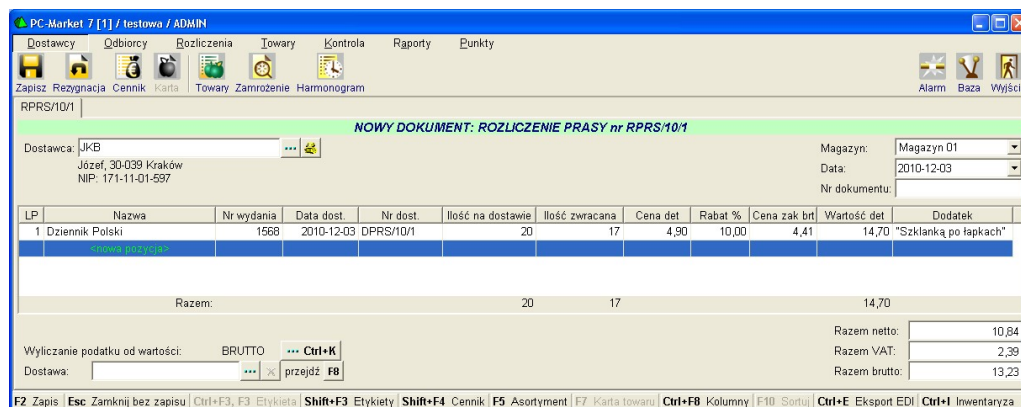 PC-Market 7 [1] / testowa / ADMIN
Dostawcy Odbiorcy Rozliczenia Towary Kontrola Raporty Punkty
Zapisz Rezygnacja Cennik Karta Towary Zamrożenie Harmonogram Alarm Baza Wyjści
RPRS/10/1
NOWY DOKUMENT: ROZLICZENIE PRASY nr RPRS/10/1
Dostawca: JKB ... Magazyn: Magazyn 01
Józef, 30-039 Kraków Data: 2010-12-03
NIP: 171-11-01-597
Nr dokumentu:
LP Nazwa Nr wydania Data dost. Nr dost. Ilość na dostawie Ilość zwracana Cena det Rabat % Cena zak brt Wartość det Dodatek
1 Dziennik Polski 1568 2010-12-03 DPRS/10/1 20 17 4,90 10,00 4,41 14,70 "Szklanką po łapkach"
<nowa pozycja>
Razem: 20 17 14,70
Razem netto: 10,84
Wyliczanie podatku od wartości: BRUTTO ... Ctrl+K Razem VAT: 2,39
Dostawa: ... przejdź F8 Razem brutto: 13,23
F2 Zapis Esc Zamknij bez zapisu Ctrl+F3, F3 Etykieta Shift+F3 Etykiety Shift+F4 Cennik F5 Asortyment F7 Karta towaru Ctrl+F8 Kolumny F10 Sortuj Ctrl+E Eksport EDI Ctrl+I Inwentaryza